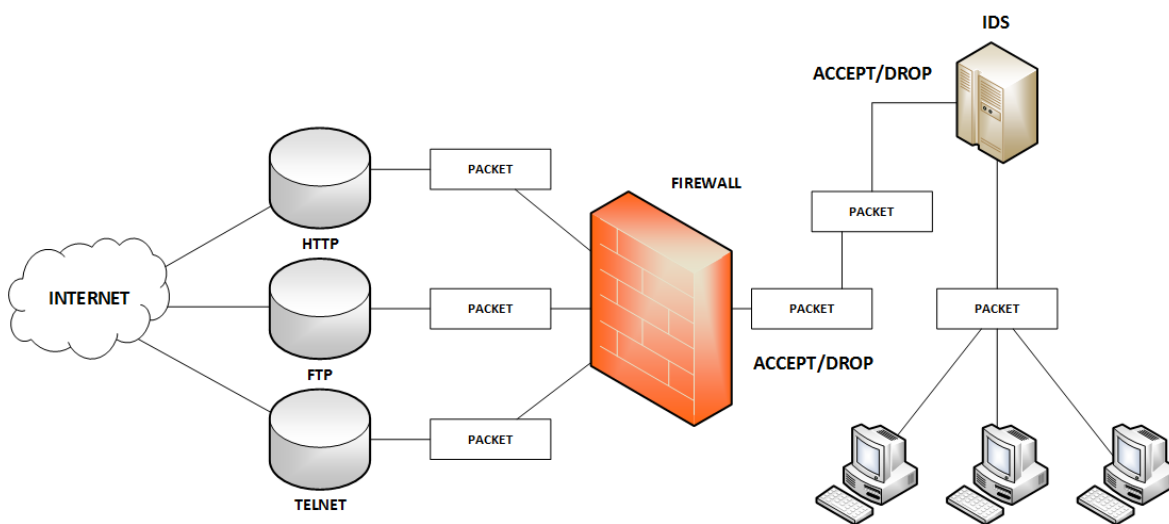 IDS
ACCEPT/DROP
PACKET
FIREWALL
PACKET
HTTP
INTERNET
PACKET
PACKET
PACKET
ACCEPT/DROP
FTP
PACKET
TELNET